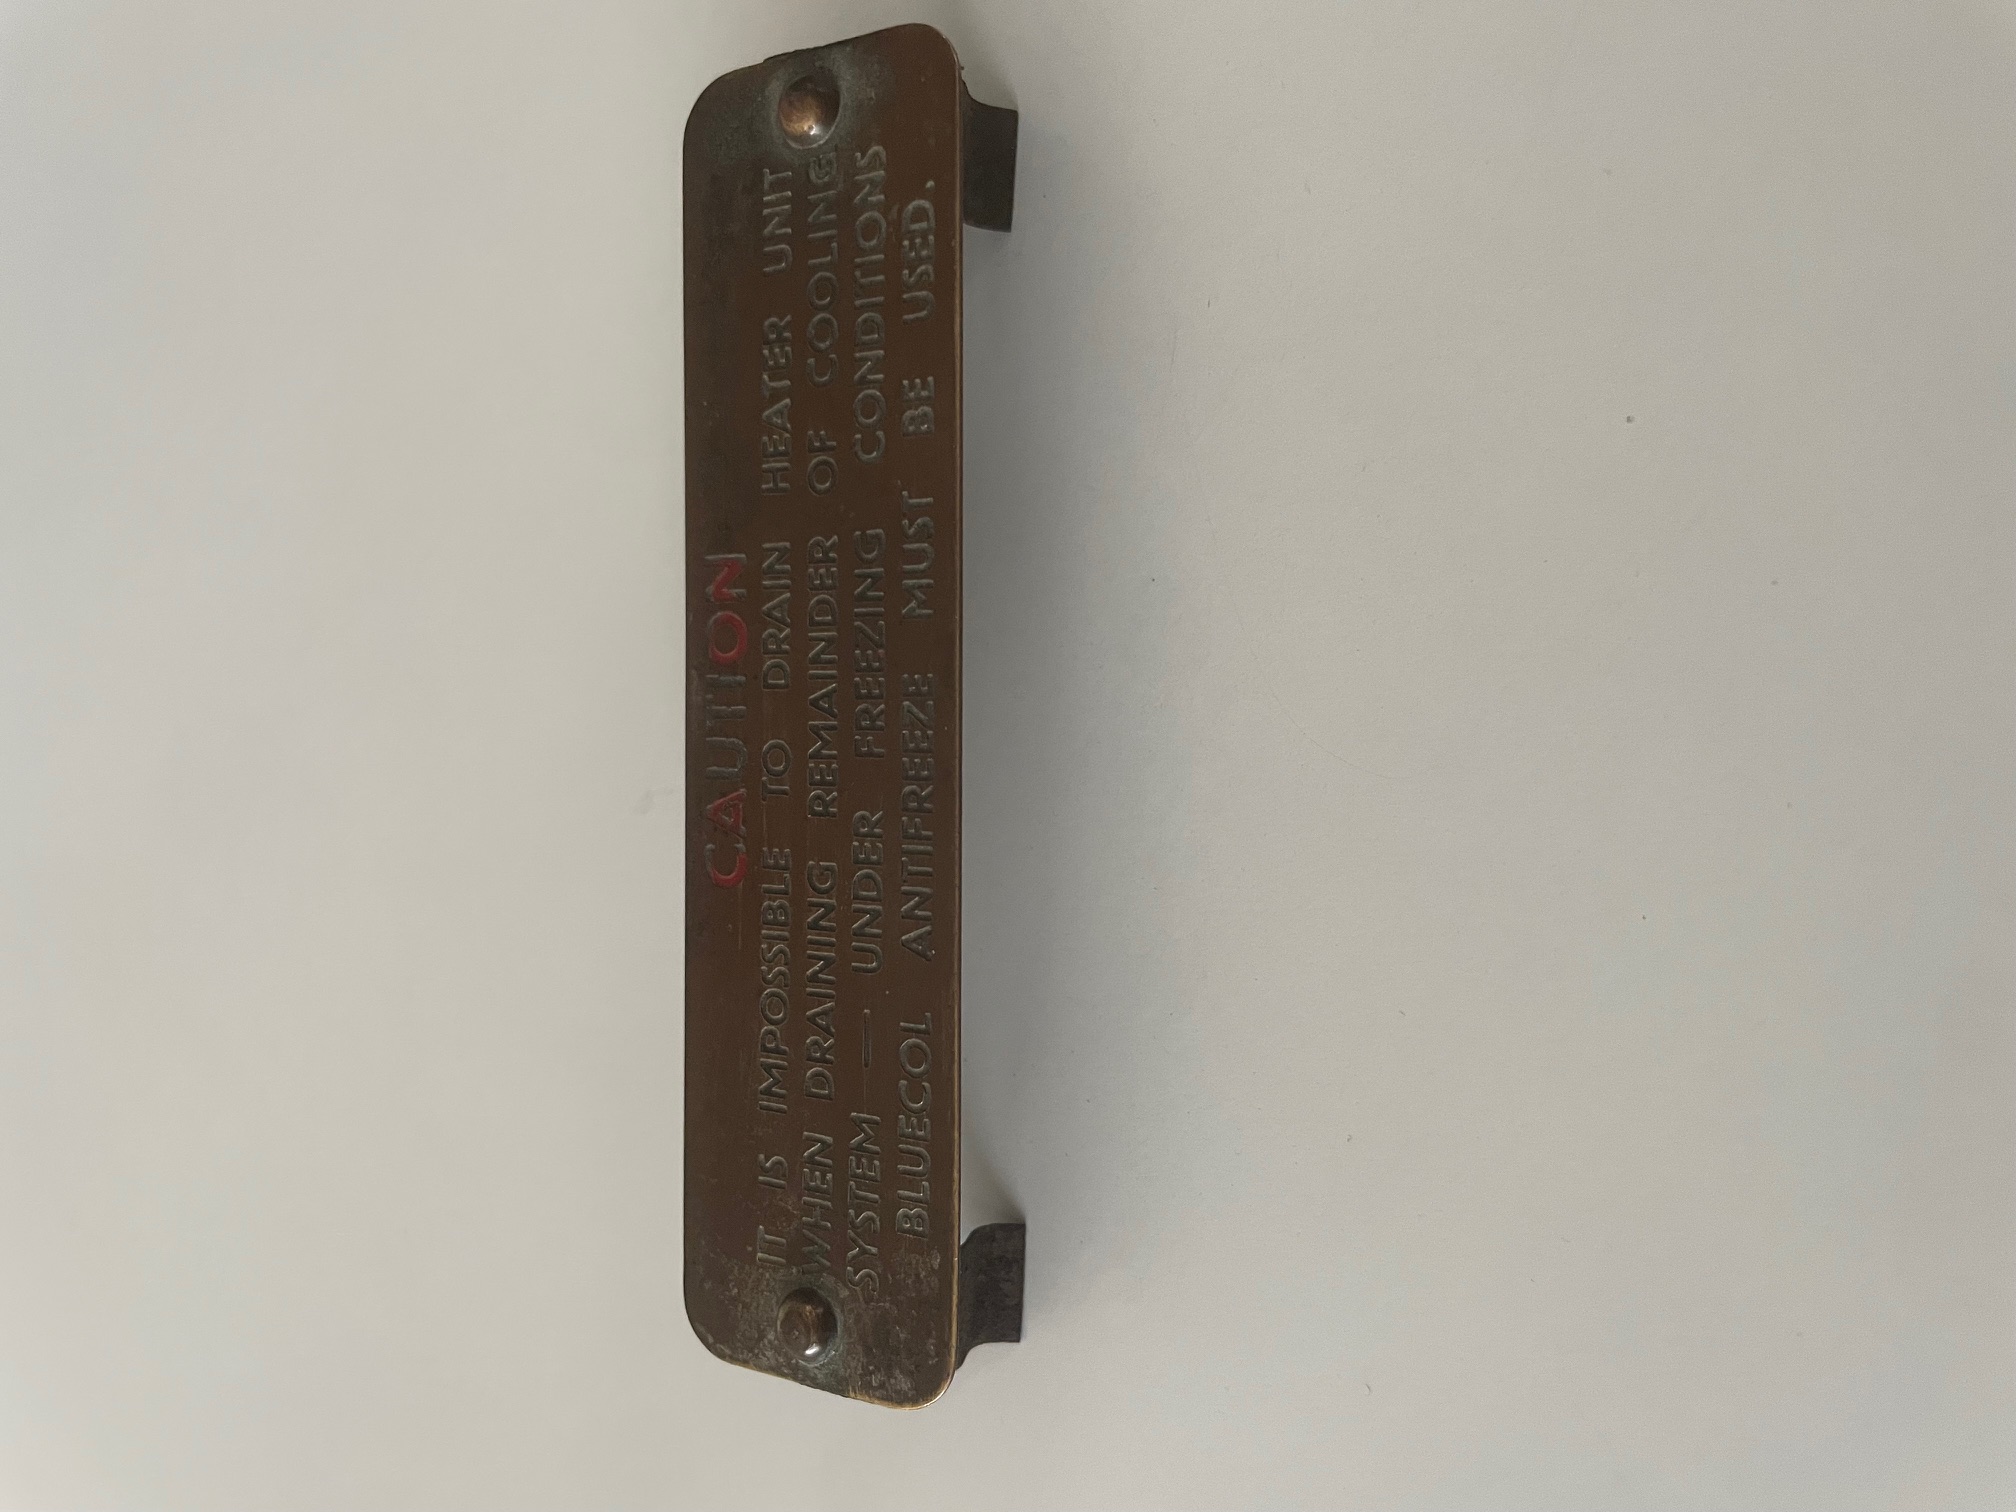 CAUTION
IT IS IMPOSSIBLE TO DRAIN HEATER UNIT
WHEN DRAINING REMAINDER OF COOLING
SYSTEM — UNDER FREEZING CONDITIONS
BLUECOL ANTIFREEZE MUST BE USED.